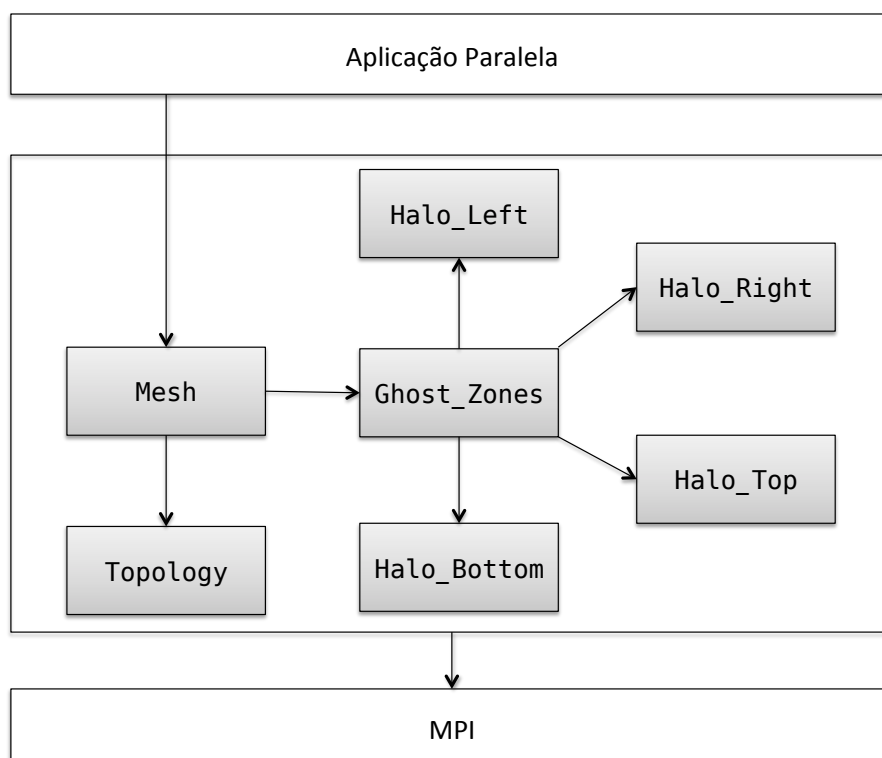 Aplicação Paralela
Halo_Left
Halo_Right
Mesh
Ghost_Zones
Halo_Top
Topology
Halo_Bottom
MPI